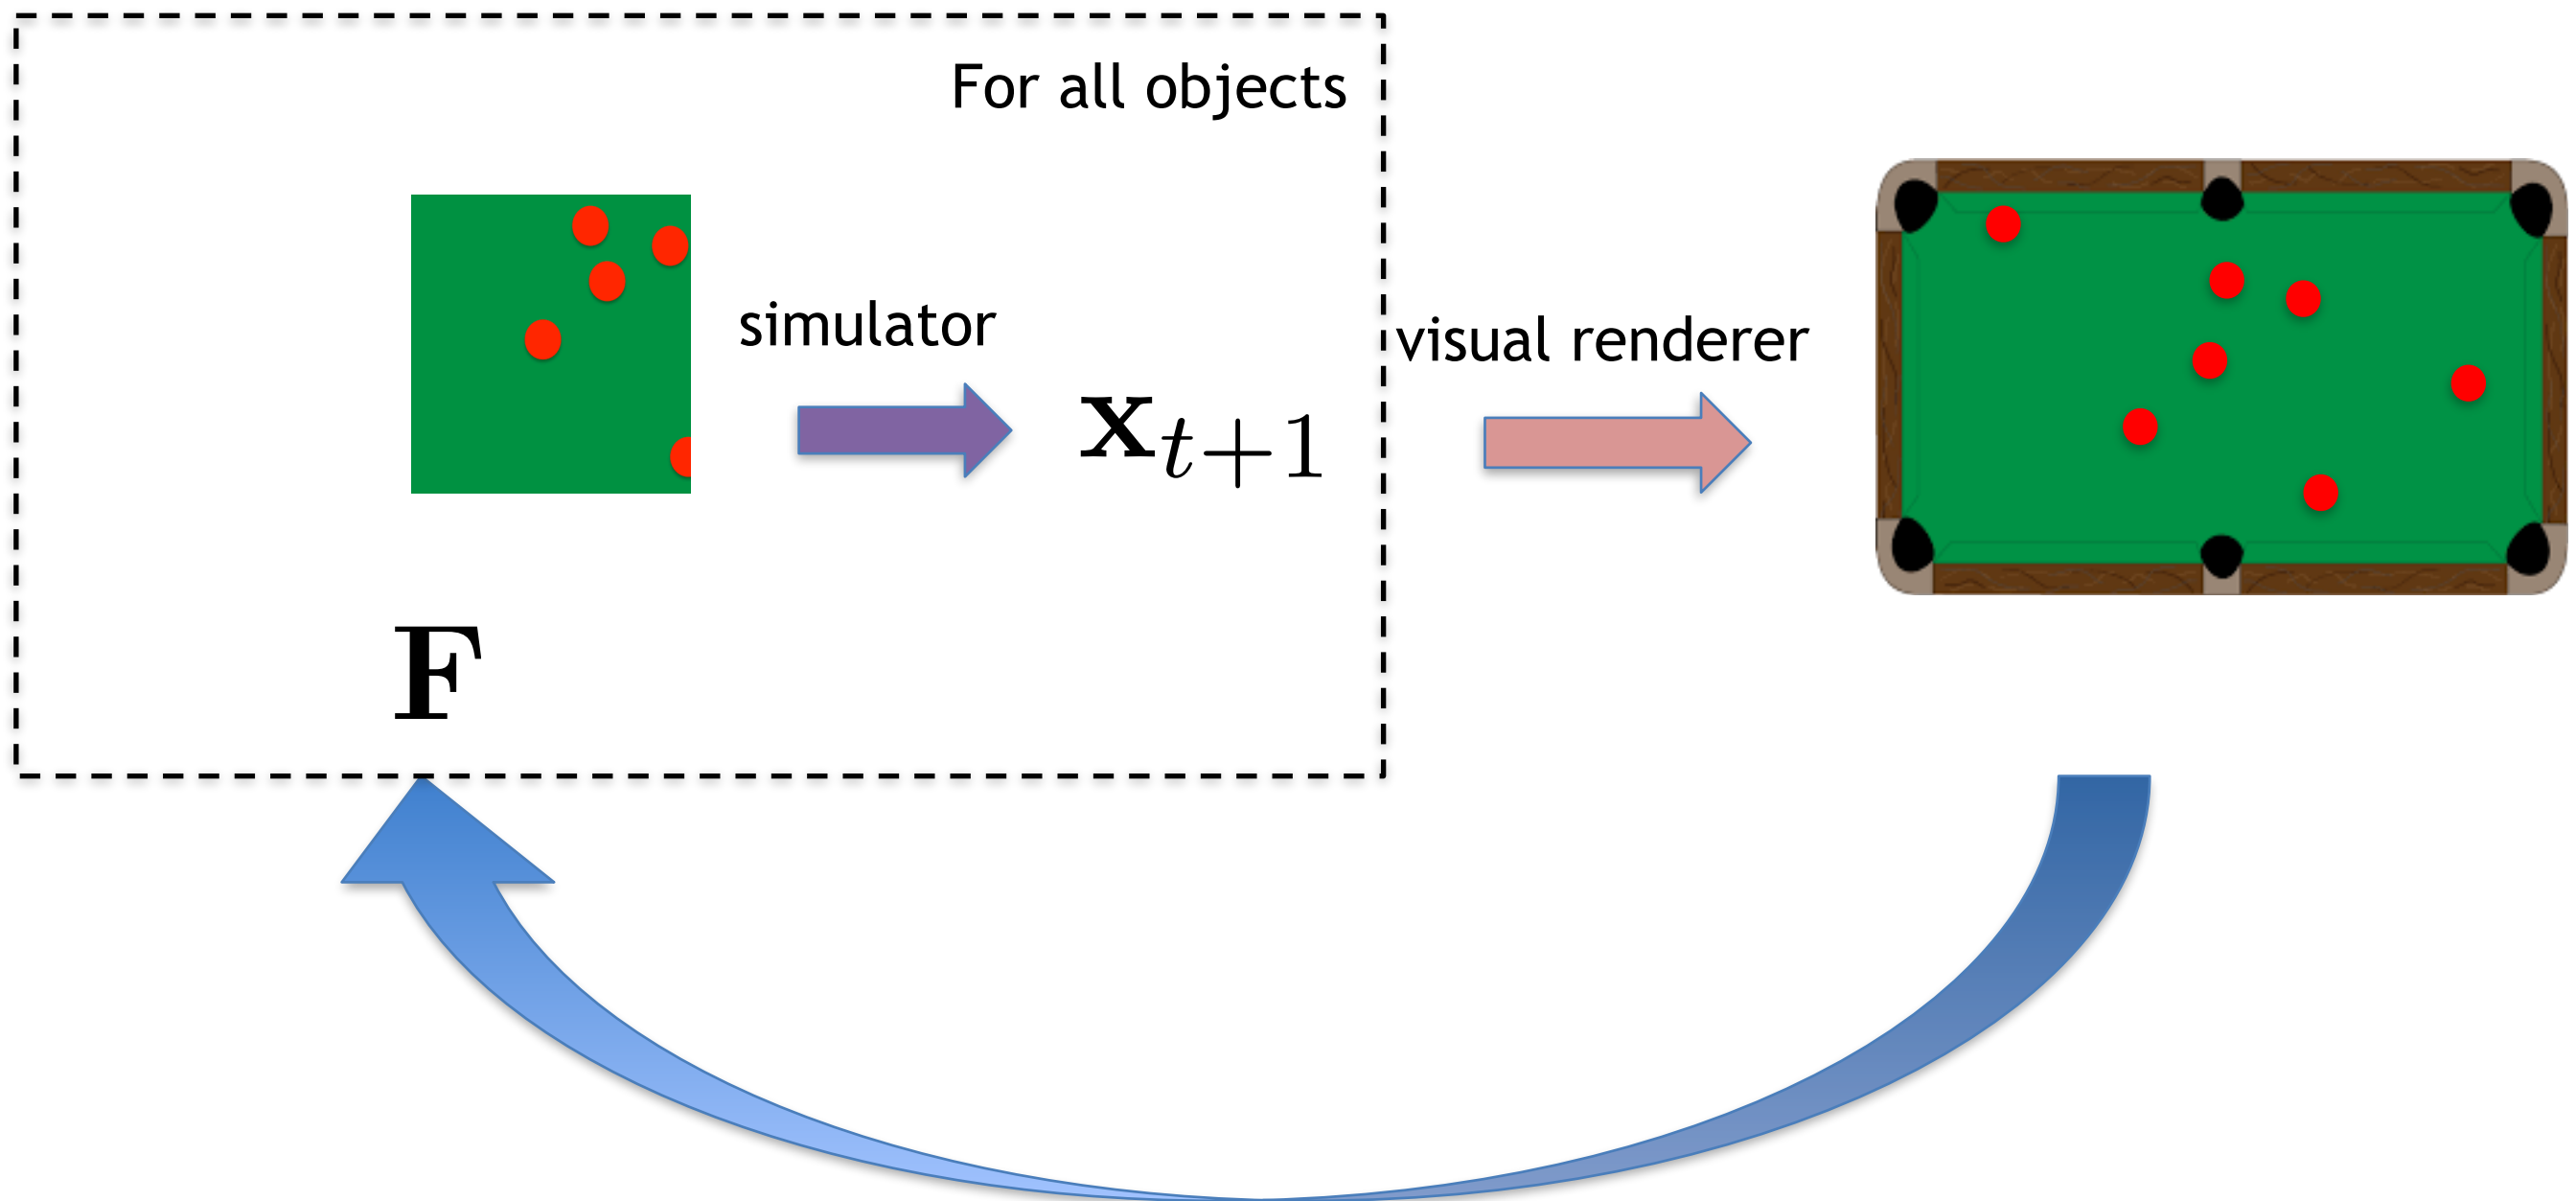 For all objects
simulator
visual renderer
x_{t+1}
F